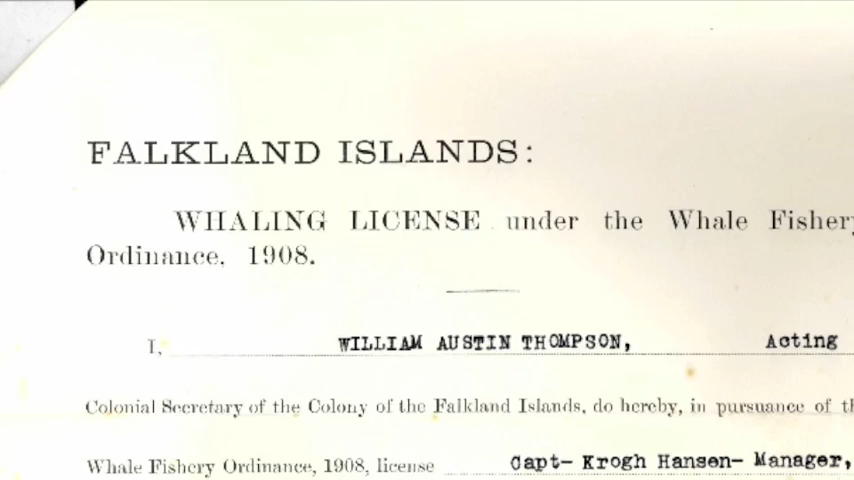 FALKLAND ISLANDS:
WHALING LICENSE under the Whale Fishery
Ordinance, 1908.
I, WILLIAM AUSTIN THOMPSON, Acting
Colonial Secretary of the Colony of the Falkland Islands, do hereby, in pursuance of th
Whale Fishery Ordinance, 1908, license Capt- Krogh Hansen- Manager,